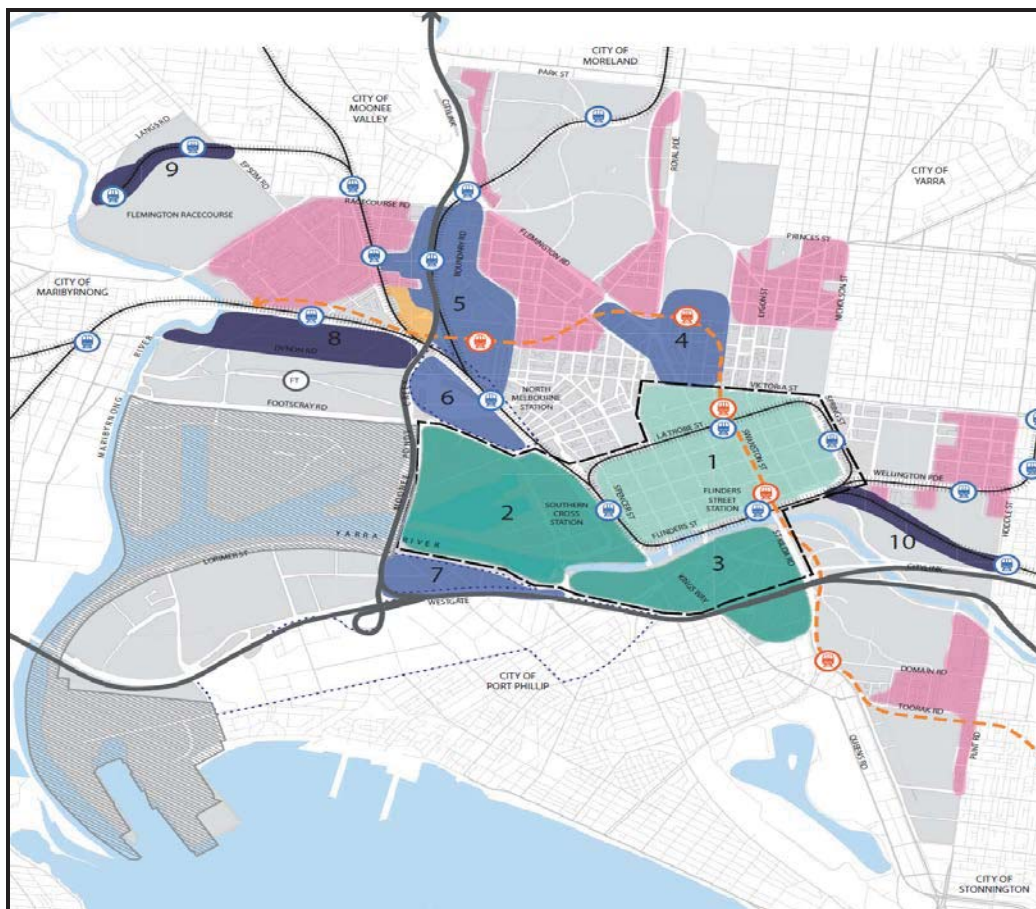 CITY OF
MORELAND
PARK ST
CITY OF
MOONEE
VALLEY
CITYLINK
LANGS RD
ROYAL PDE
EPSOM RD
9
CITY OF
YARRA
FLEMINGTON RACECOURSE
RACECOURSE RD
BOUNDARY RD
FLEMINGTON RD
PRINCES ST
CITY OF
MARIBYRNONG
LYGON ST
NICHOLSON ST
5
4
8
DYNON RD
FT
FOOTSCRAY RD
6
NORTH
MELBOURNE
STATION
VICTORIA ST
SPRING ST
MARIBYRNONG
RIVER
LA TROBE ST
SWANSTON ST
1
WELLINGTON PDE
HODDLE ST
2
SOUTHERN
CROSS
STATION
SPENCER ST
FLINDERS
STREET
STATION
FLINDERS ST
YARRA RIVER
ST KILDA RD
10
CITYLINK
LORIMER ST
3
KINGS WAY
7
WESTGATE
CITY OF
PORT PHILLIP
DOMAIN RD
TOORAK RD
QUEENS RD
PUNT RD
CITY OF
STONNINGTON